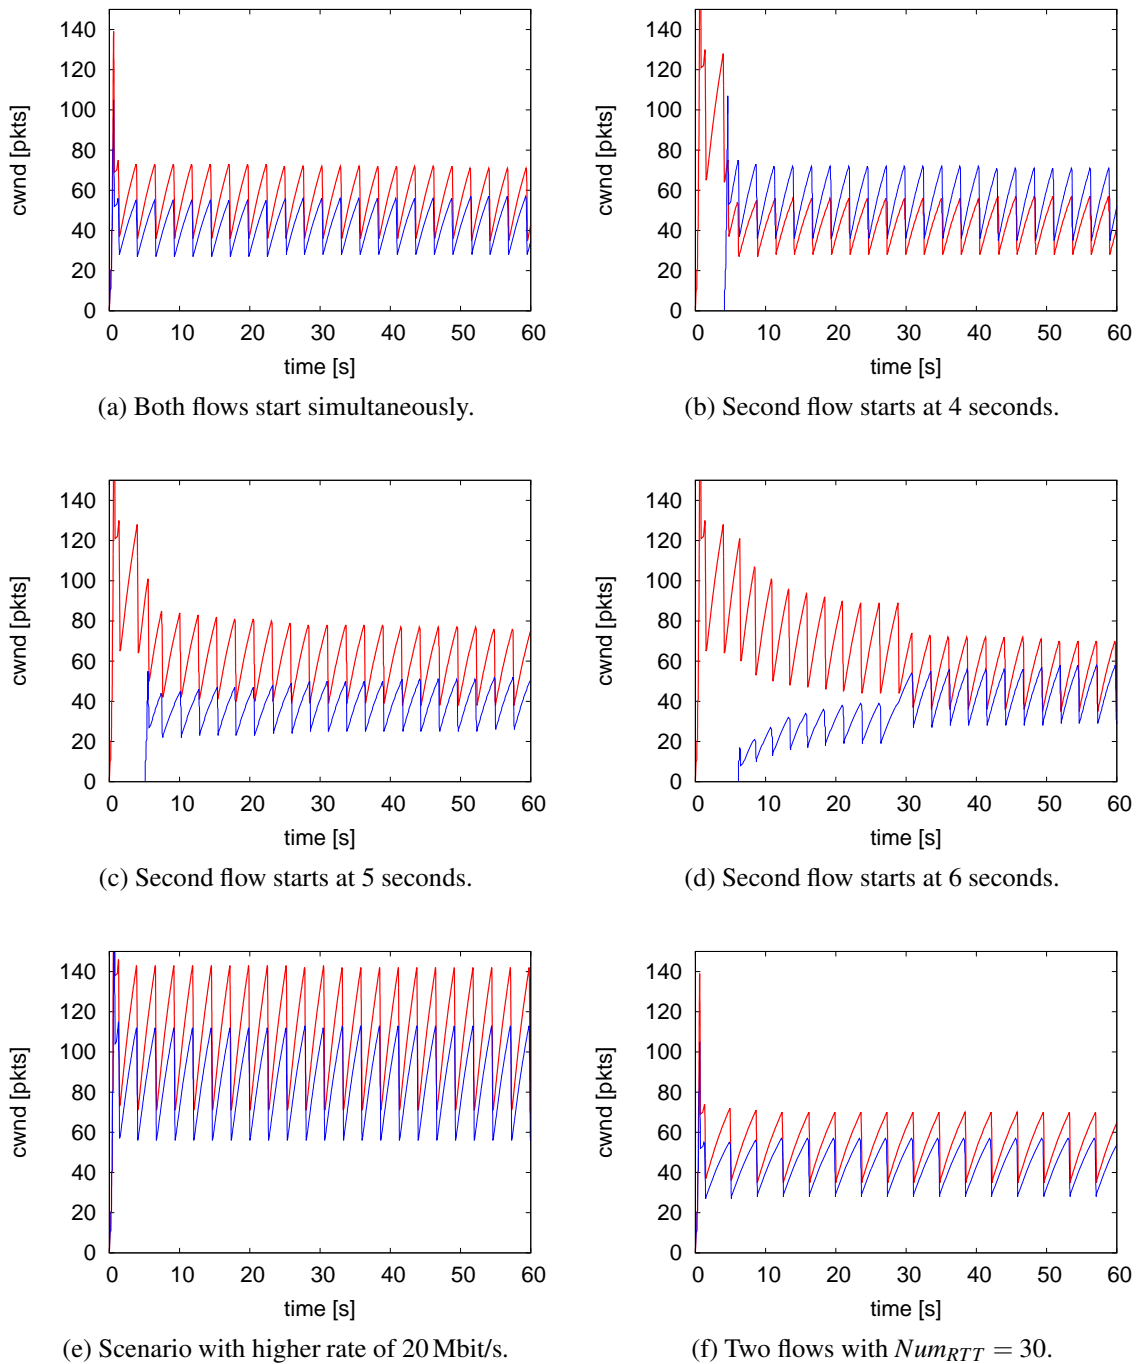 140
120
100
80
60
40
20
0
cwnd [pkts]
0 10 20 30 40 50 60
time [s]
(a) Both flows start simultaneously.
140
120
100
80
60
40
20
0
cwnd [pkts]
0 10 20 30 40 50 60
time [s]
(b) Second flow starts at 4 seconds.
140
120
100
80
60
40
20
0
cwnd [pkts]
0 10 20 30 40 50 60
time [s]
(c) Second flow starts at 5 seconds.
140
120
100
80
60
40
20
0
cwnd [pkts]
0 10 20 30 40 50 60
time [s]
(d) Second flow starts at 6 seconds.
140
120
100
80
60
40
20
0
cwnd [pkts]
0 10 20 30 40 50 60
time [s]
(e) Scenario with higher rate of 20 Mbit/s.
140
120
100
80
60
40
20
0
cwnd [pkts]
0 10 20 30 40 50 60
time [s]
(f) Two flows with Num_RTT = 30.